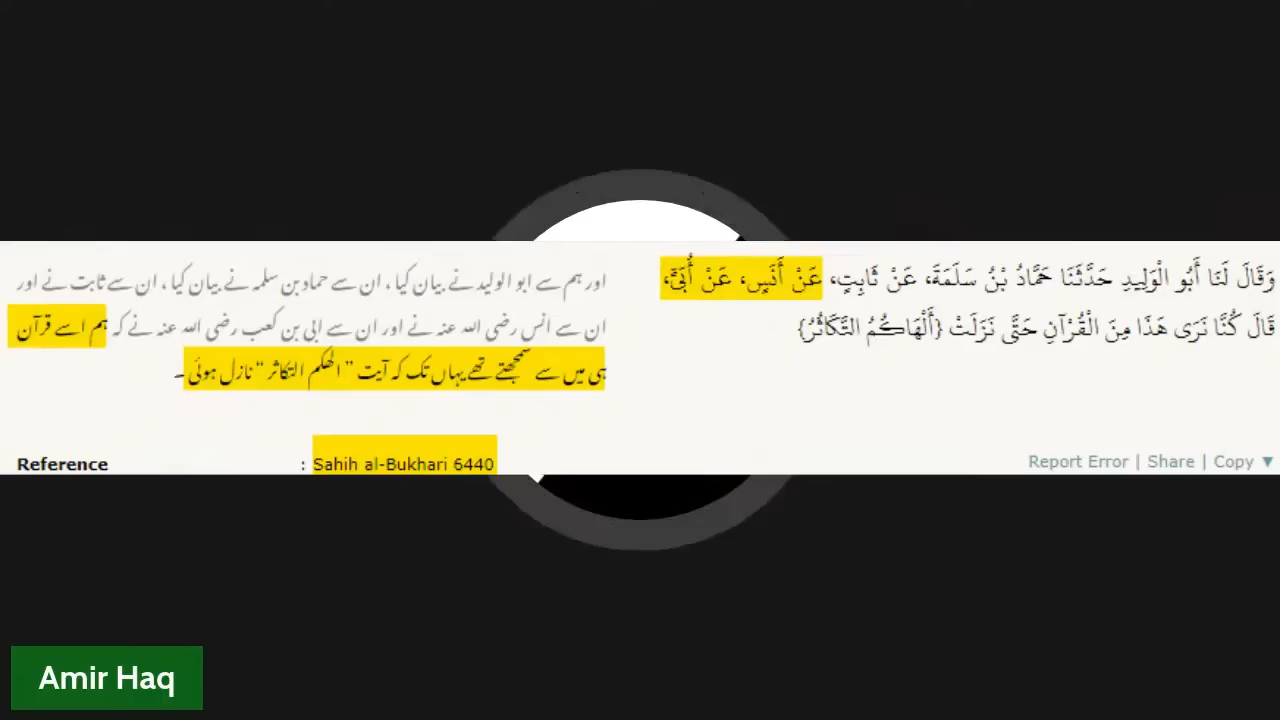 وَقَالَ لَنَا أَبُو الْوَلِيدِ حَدَّثَنَا حَمَّادُ بْنُ سَلَمَةَ، عَنْ ثَابِتٍ، عَنْ أَنَسٍ، عَنْ أُبَىٍّ،
قَالَ كُنَّا نَرَى هَذَا مِنَ الْقُرْآنِ حَتَّى نَزَلَتْ {أَلْهَاكُمُ التَّكَاثُرُ}
اور ہم سے ابو الولید نے بیان کیا ، ان سے حماد بن سلمہ نے بیان کیا ، ان سے ثابت نے اور
ان سے انس رضی اللہ عنہ نے اور ان سے ابی بن کعب رضی اللہ عنہ نے کہ ہم اسے قرآن
ہی میں سے سمجھتے تھے یہاں تک کہ آیت ” الھکم التکاثر “ نازل ہوئی ۔
Reference : Sahih al-Bukhari 6440
Report Error | Share | Copy ▼
Amir Haq